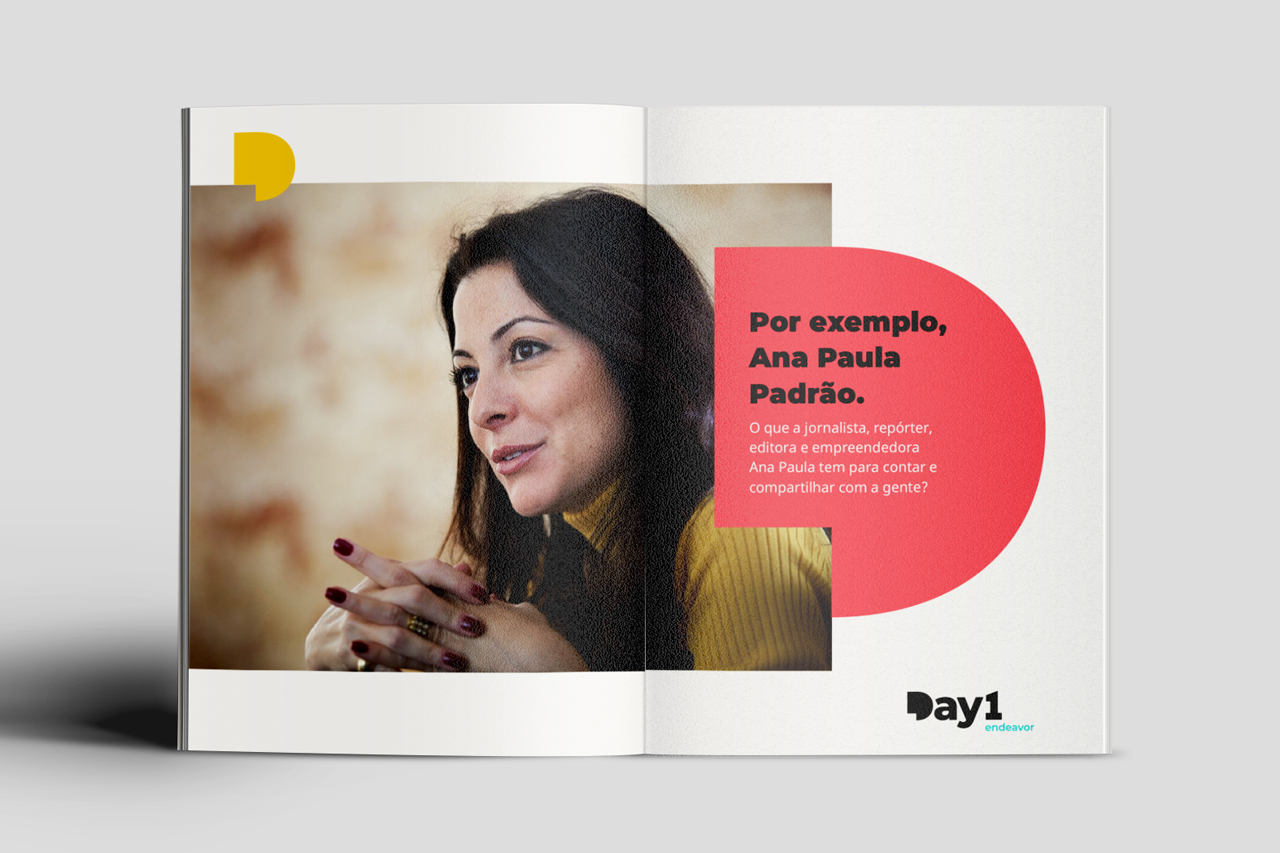 Por exemplo,
Ana Paula
Padrão.
O que a jornalista, repórter,
editora e empreendedora
Ana Paula tem para contar e
compartilhar com a gente?
Day1
endeavor